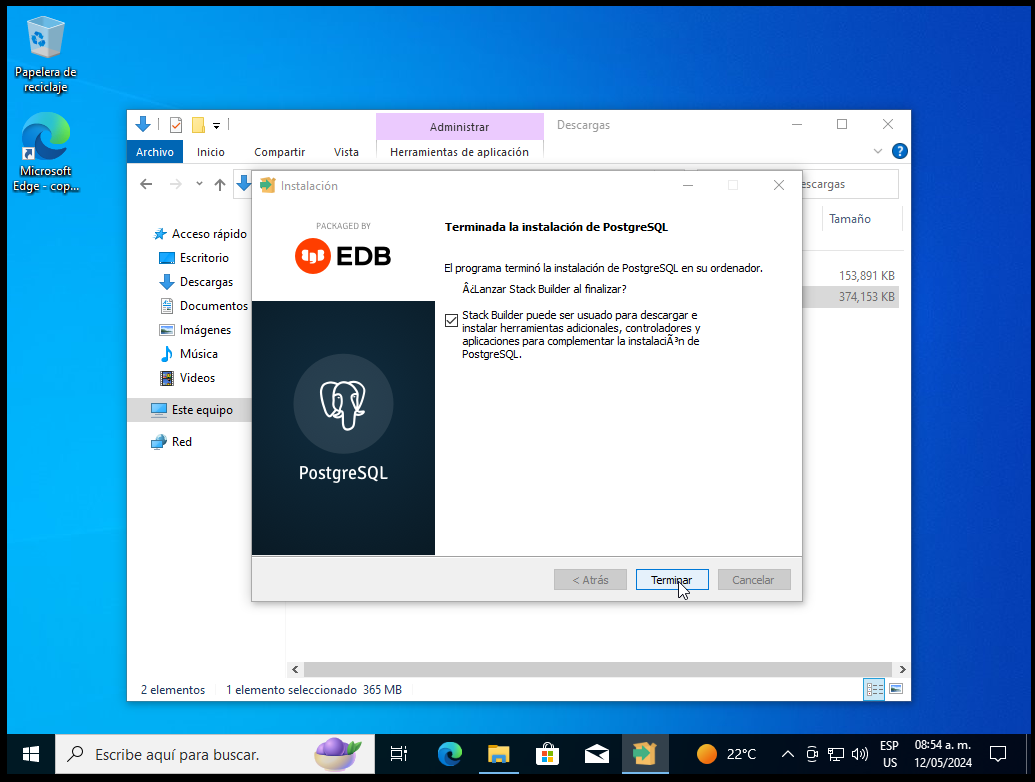 Papelera de
reciclaje
Microsoft
Edge - cop...
Administrar
Descargas
Archivo
Inicio
Compartir
Vista
Herramientas de aplicación
?
escargas
Tamaño
Acceso rápido
Escritorio
Descargas
Documentos
Imágenes
Música
Videos
Este equipo
Red
153,891 KB
374,153 KB
Instalación
PACKAGED BY
EDB
PostgreSQL
Terminada la instalación de PostgreSQL
El programa terminó la instalación de PostgreSQL en su ordenador.
Â¿Lanzar Stack Builder al finalizar?
Stack Builder puede ser usuado para descargar e
instalar herramientas adicionales, controladores y
aplicaciones para complementar la instalaciÃ³n de
PostgreSQL.
< Atrás
Terminar
Cancelar
2 elementos
1 elemento seleccionado 365 MB
Escribe aquí para buscar.
22°C
ESP
US
08:54 a. m.
12/05/2024